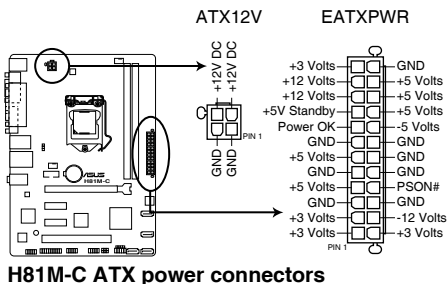 ATX12V
EATXPWR
+12V DC
+12V DC
GND
GND
PIN 1
+3 Volts
GND
+12 Volts
+5 Volts
+12 Volts
+5 Volts
+5V Standby
+5 Volts
Power OK
-5 Volts
GND
GND
+5 Volts
GND
GND
GND
+5 Volts
PSON#
GND
GND
+3 Volts
-12 Volts
+3 Volts
+3 Volts
PIN 1
/ASUS
H81M-C
H81M-C ATX power connectors